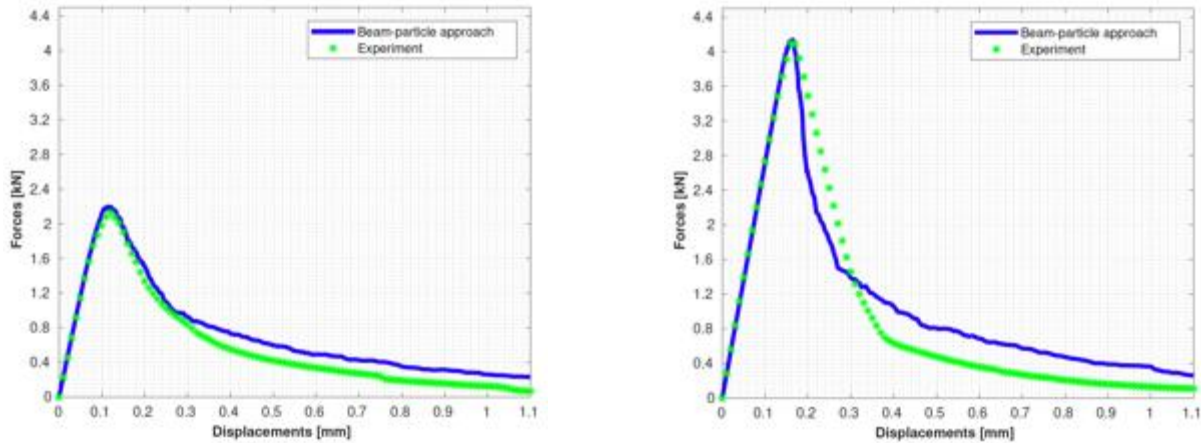 4.4
4
3.6
3.2
2.8
2.4
2
1.6
1.2
0.8
0.4
0
Forces [kN]
Beam-particle approach
Experiment
0 0.1 0.2 0.3 0.4 0.5 0.6 0.7 0.8 0.9 1 1.1
Displacements [mm]
4.4
4
3.6
3.2
2.8
2.4
2
1.6
1.2
0.8
0.4
0
Forces [kN]
Beam-particle approach
Experiment
0 0.1 0.2 0.3 0.4 0.5 0.6 0.7 0.8 0.9 1 1.1
Displacements [mm]